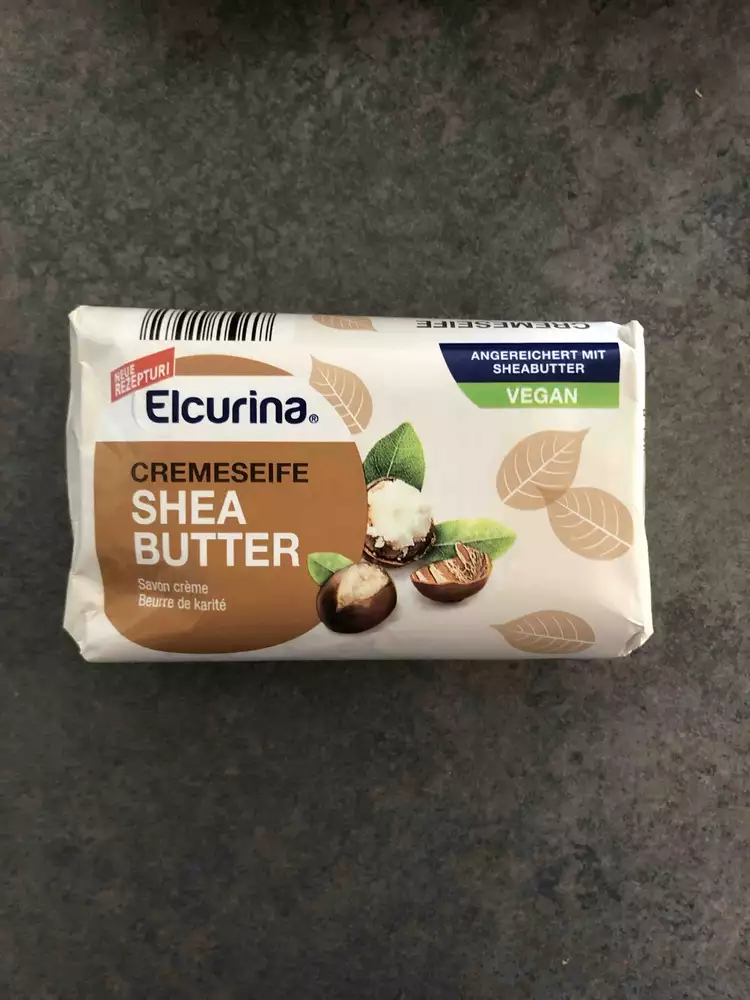 CREMESEIFE
NEUE
REZEPTUR!
Elcurina®
ANGEREICHERT MIT
SHEABUTTER
VEGAN
CREMESEIFE
SHEA
BUTTER
Savon crème
Beurre de karité